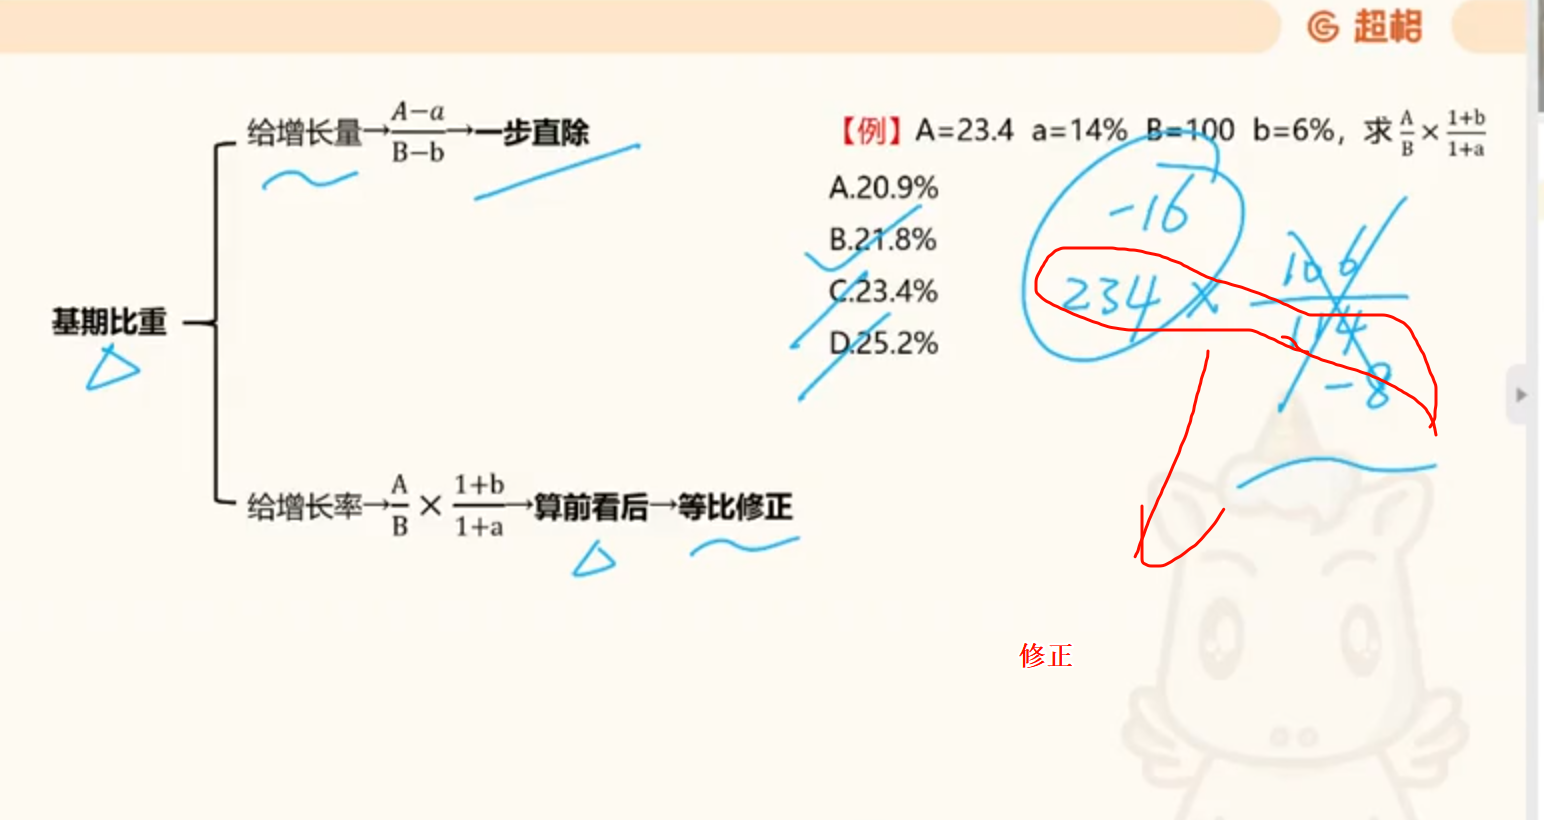 超格
给增长量→\frac{A-a}{B-b}→一步直除
基期比重
给增长率→\frac{A}{B}×\frac{1+b}{1+a}→算前看后→等比修正
【例】A=23.4 a=14% B=100 b=6%，求\frac{A}{B}×\frac{1+b}{1+a}
A.20.9%
B.21.8%
C.23.4%
D.25.2%
-16
234 × \frac{106}{114}
-8
修正